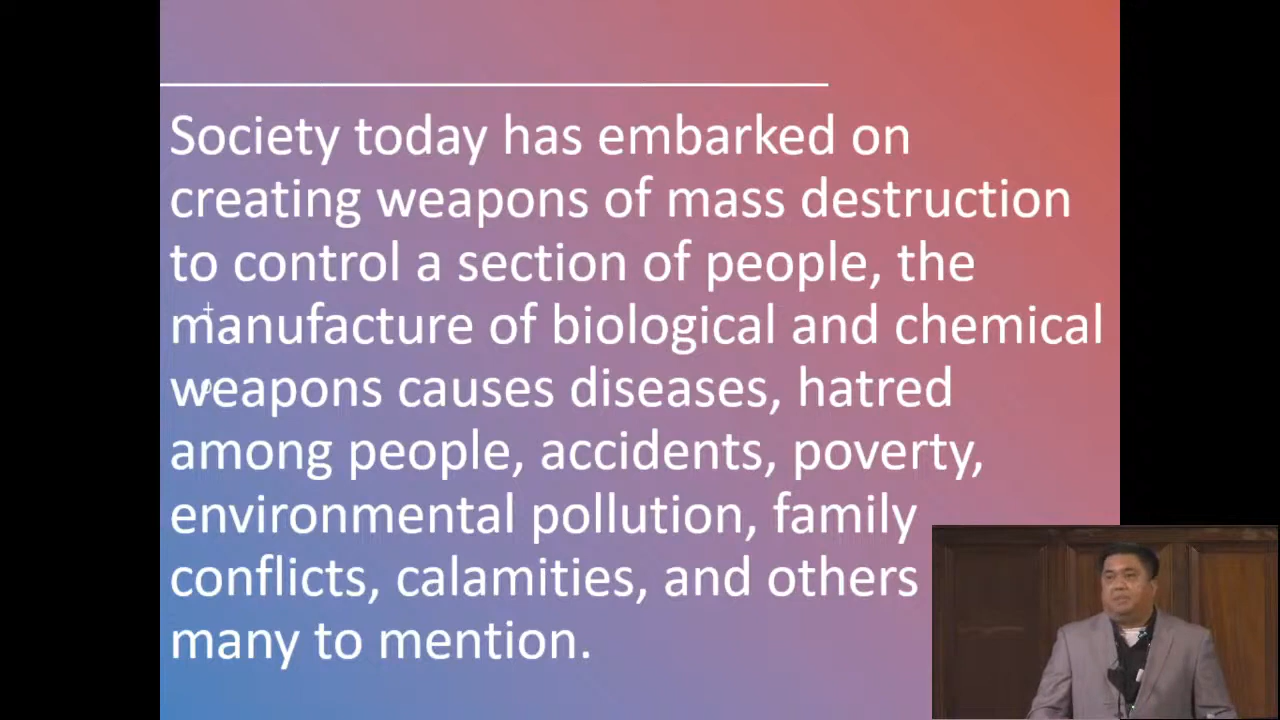 Society today has embarked on
creating weapons of mass destruction
to control a section of people, the
manufacture of biological and chemical
weapons causes diseases, hatred
among people, accidents, poverty,
environmental pollution, family
conflicts, calamities, and others
many to mention.